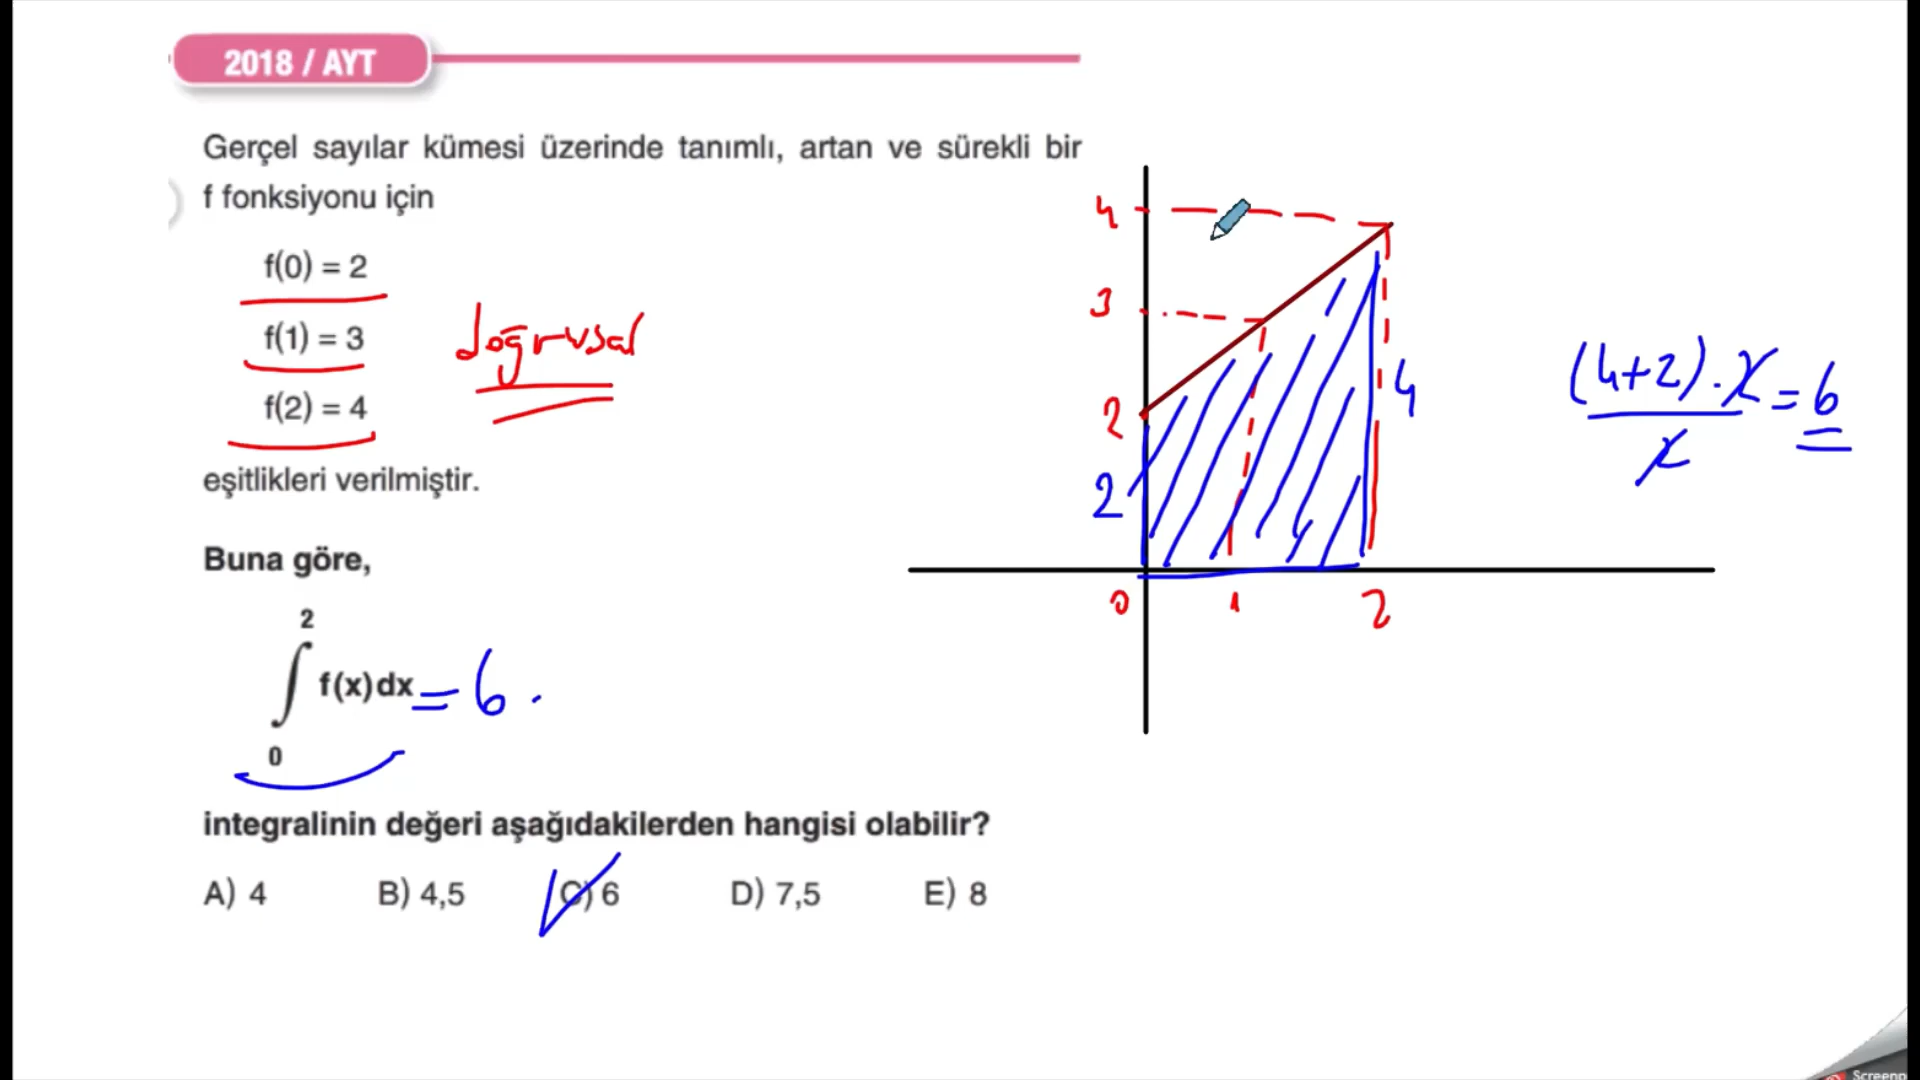 2018 / AYT
Gerçel sayılar kümesi üzerinde tanımlı, artan ve sürekli bir
f fonksiyonu için
f(0) = 2
f(1) = 3
f(2) = 4
doğrusal
eşitlikleri verilmiştir.
Buna göre,
2
∫ f(x) dx = 6 .
0
integralinin değeri aşağıdakilerden hangisi olabilir?
A) 4 B) 4,5 C) 6 D) 7,5 E) 8
4
3
2
2
4
0 1 2
(4+2) . 2 = 6
2